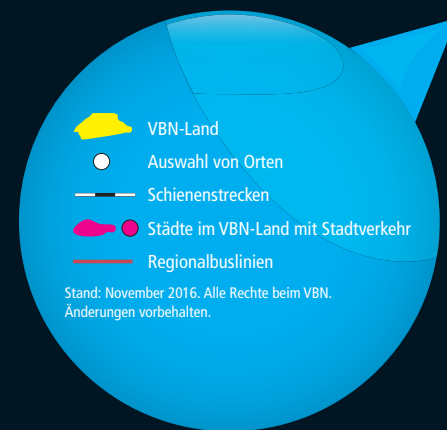 VBN-Land
Auswahl von Orten
Schienenstrecken
Städte im VBN-Land mit Stadtverkehr
Regionalbuslinien
Stand: November 2016. Alle Rechte beim VBN.
Änderungen vorbehalten.